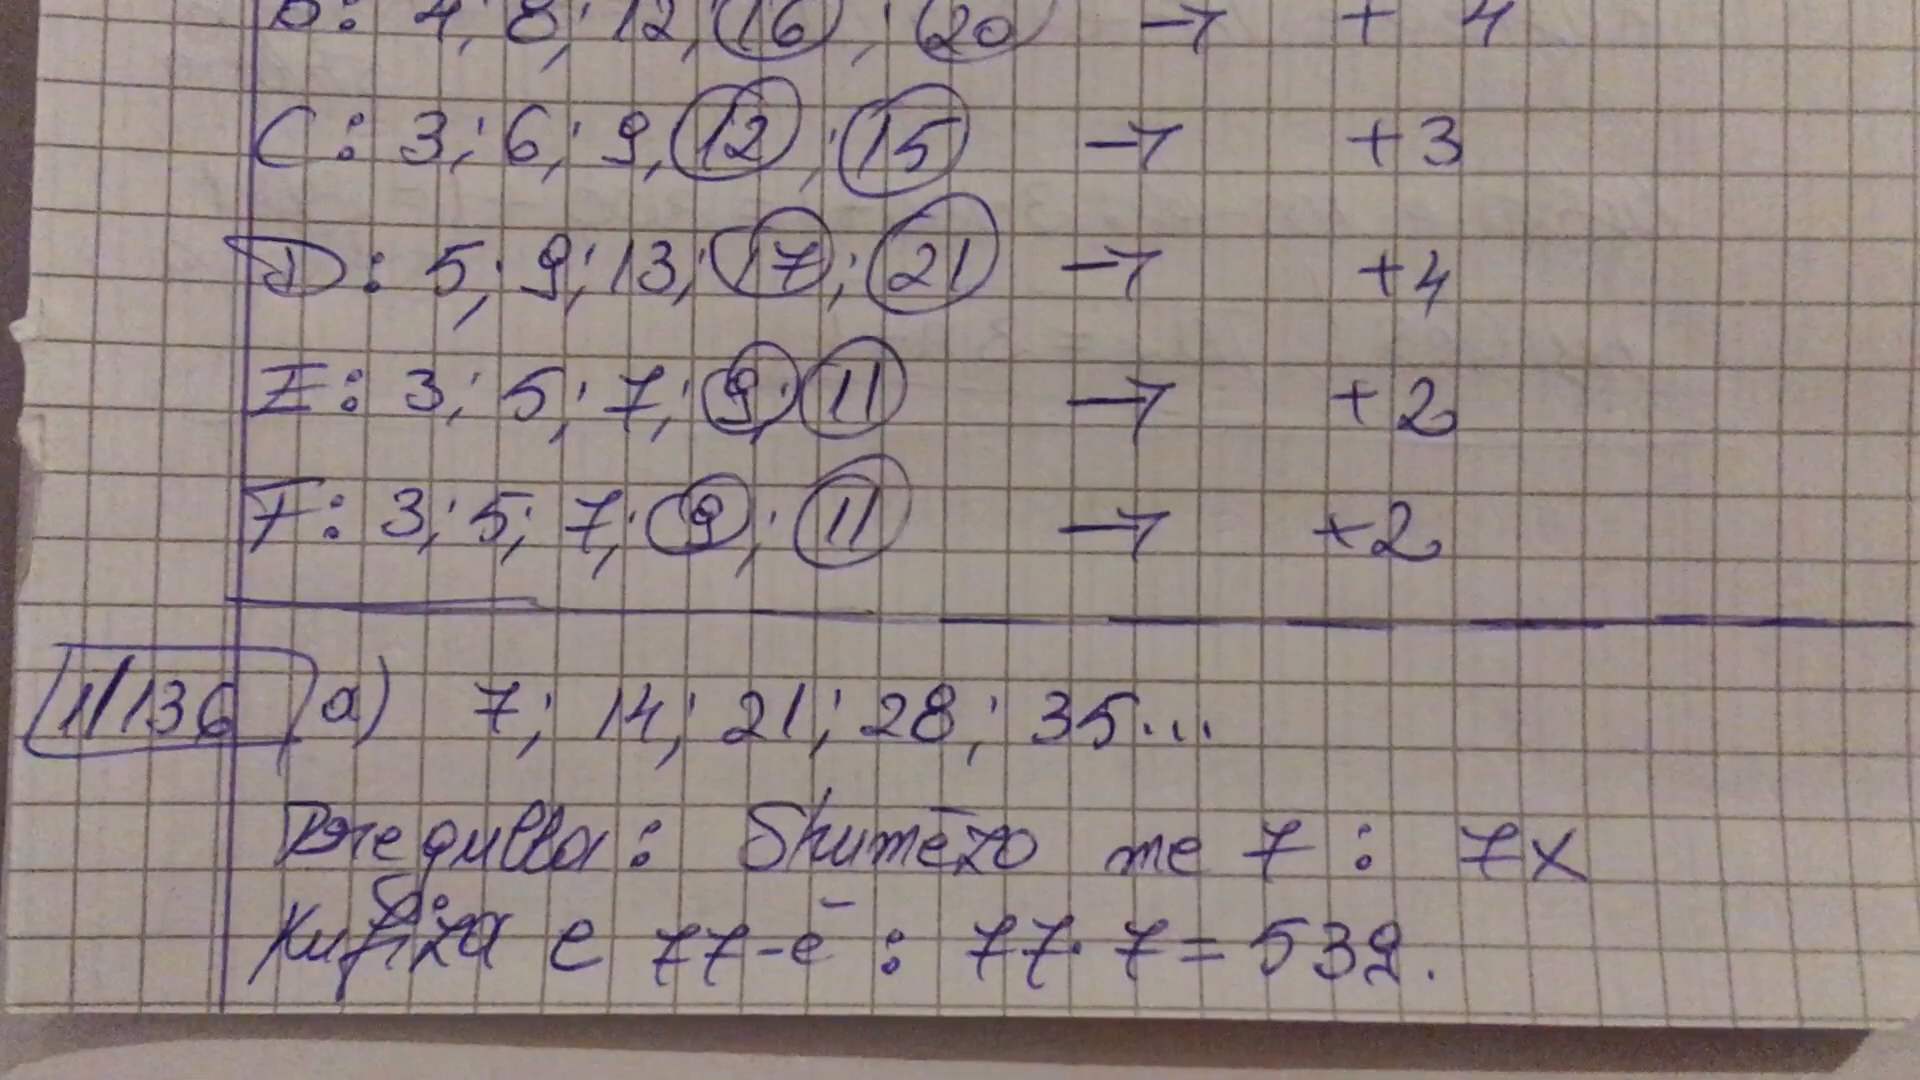 B: 4; 8; 12; 16; 20 → + 4
C: 3; 6; 9, 12; 15 → +3
D: 5; 9; 13; 17; 21 → +4
E: 3; 5; 7; 9; 11 → +2
F: 3; 5; 7; 9; 11 → +2
1/136 a) 7; 14; 21; 28; 35...
Rregulla: Shumëzo me 7 : 7x
Kufiza e 77-ë : 77·7=539.